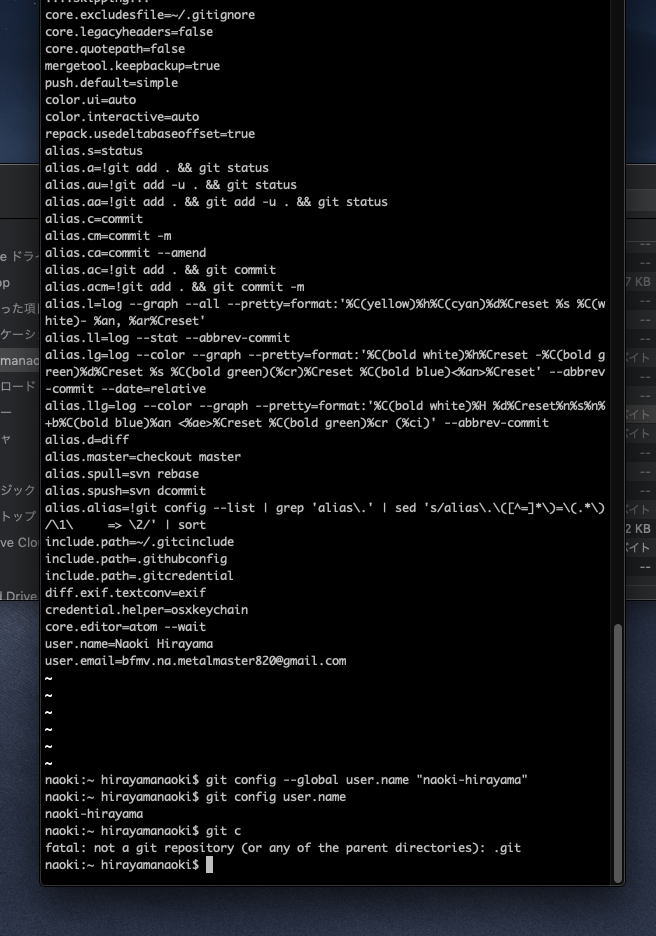 core.excludesfile=~/.gitignore
core.legacyheaders=false
core.quotepath=false
mergetool.keepbackup=true
push.default=simple
color.ui=auto
color.interactive=auto
repack.usedeltabaseoffset=true
alias.s=status
alias.a=!git add . && git status
alias.au=!git add -u . && git status
alias.aa=!git add . && git add -u . && git status
alias.c=commit
alias.cm=commit -m
alias.ca=commit --amend
alias.ac=!git add . && git commit
alias.acm=!git add . && git commit -m
alias.l=log --graph --all --pretty=format:'%C(yellow)%h%C(cyan)%d%Creset %s %C(w
hite)- %an, %ar%Creset'
alias.ll=log --stat --abbrev-commit
alias.lg=log --color --graph --pretty=format:'%C(bold white)%h%Creset -%C(bold g
reen)%d%Creset %s %C(bold green)(%cr)%Creset %C(bold blue)<%an>%Creset' --abbrev
-commit --date=relative
alias.llg=log --color --graph --pretty=format:'%C(bold white)%H %d%Creset%n%s%n%
+b%C(bold blue)%an <%ae>%Creset %C(bold green)%cr (%ci)' --abbrev-commit
alias.d=diff
alias.master=checkout master
alias.spull=svn rebase
alias.spush=svn dcommit
alias.alias=!git config --list | grep 'alias\.' | sed 's/alias\.\([^=]*\)=\(.*\)
/\1\     => \2/' | sort
include.path=~/.gitcinclude
include.path=.githubconfig
include.path=.gitcredential
diff.exif.textconv=exif
credential.helper=osxkeychain
core.editor=atom --wait
user.name=Naoki Hirayama
user.email=bfmv.na.metalmaster820@gmail.com
~
~
~
~
~
~
naoki:~ hirayamanaoki$ git config --global user.name "naoki-hirayama"
naoki:~ hirayamanaoki$ git config user.name
naoki-hirayama
naoki:~ hirayamanaoki$ git c
fatal: not a git repository (or any of the parent directories): .git
naoki:~ hirayamanaoki$